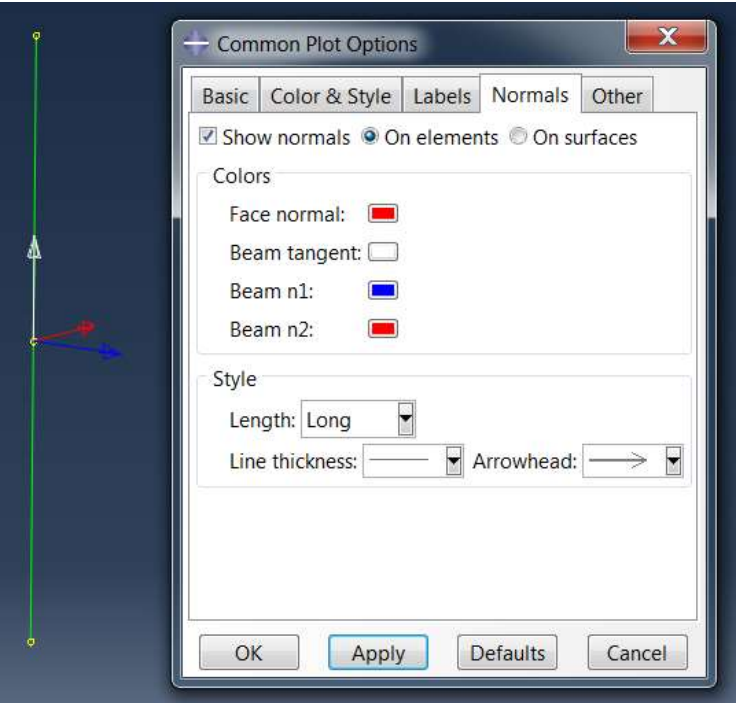 Common Plot Options
Basic Color & Style Labels Normals Other
Show normals On elements On surfaces
Colors
Face normal:
Beam tangent:
Beam n1:
Beam n2:
Style
Length: Long
Line thickness: Arrowhead:
OK Apply Defaults Cancel